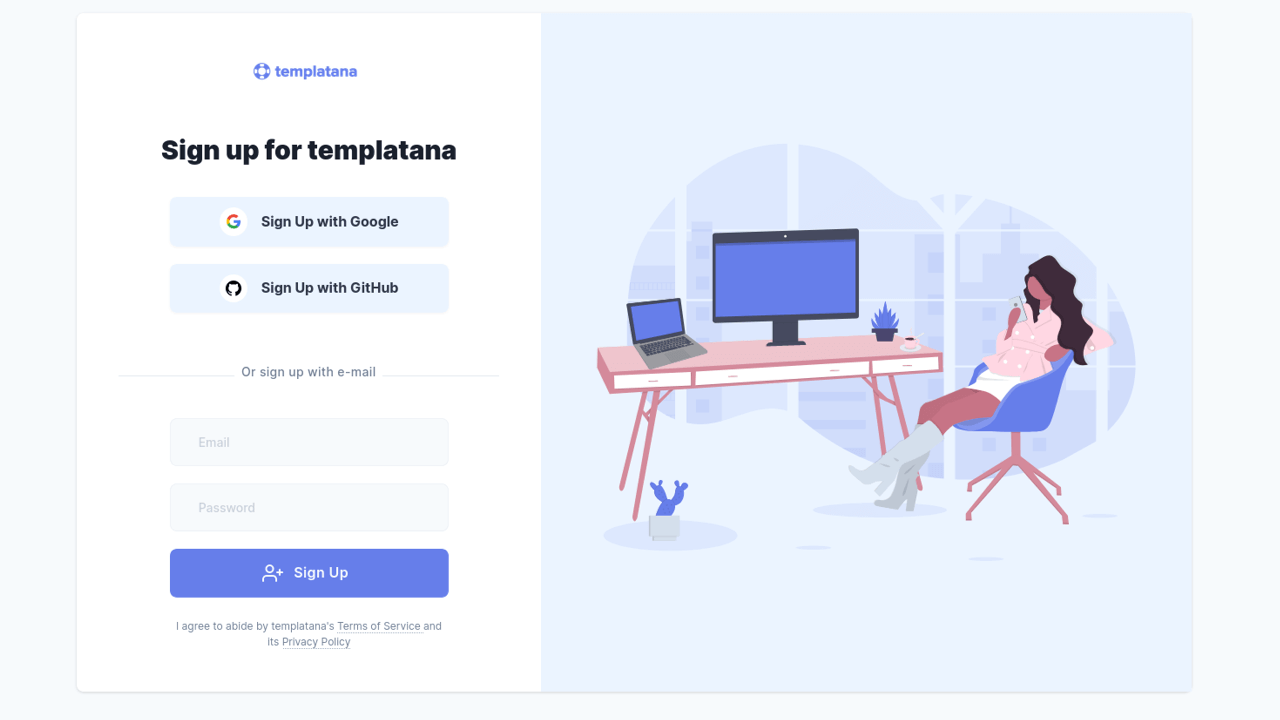 templatana
Sign up for templatana
Sign Up with Google
Sign Up with GitHub
Or sign up with e-mail
Email
Password
Sign Up
I agree to abide by templatana's Terms of Service and
its Privacy Policy